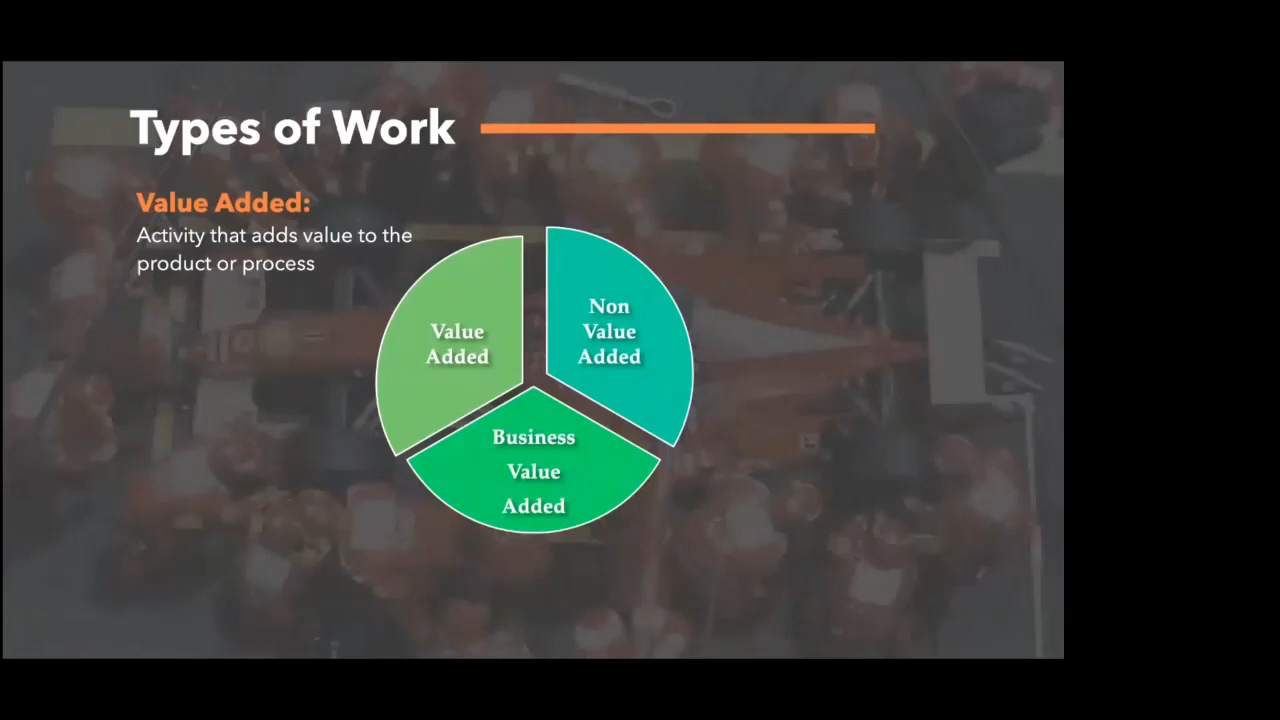 Types of Work
Value Added:
Activity that adds value to the
product or process
Value
Added
Non
Value
Added
Business
Value
Added